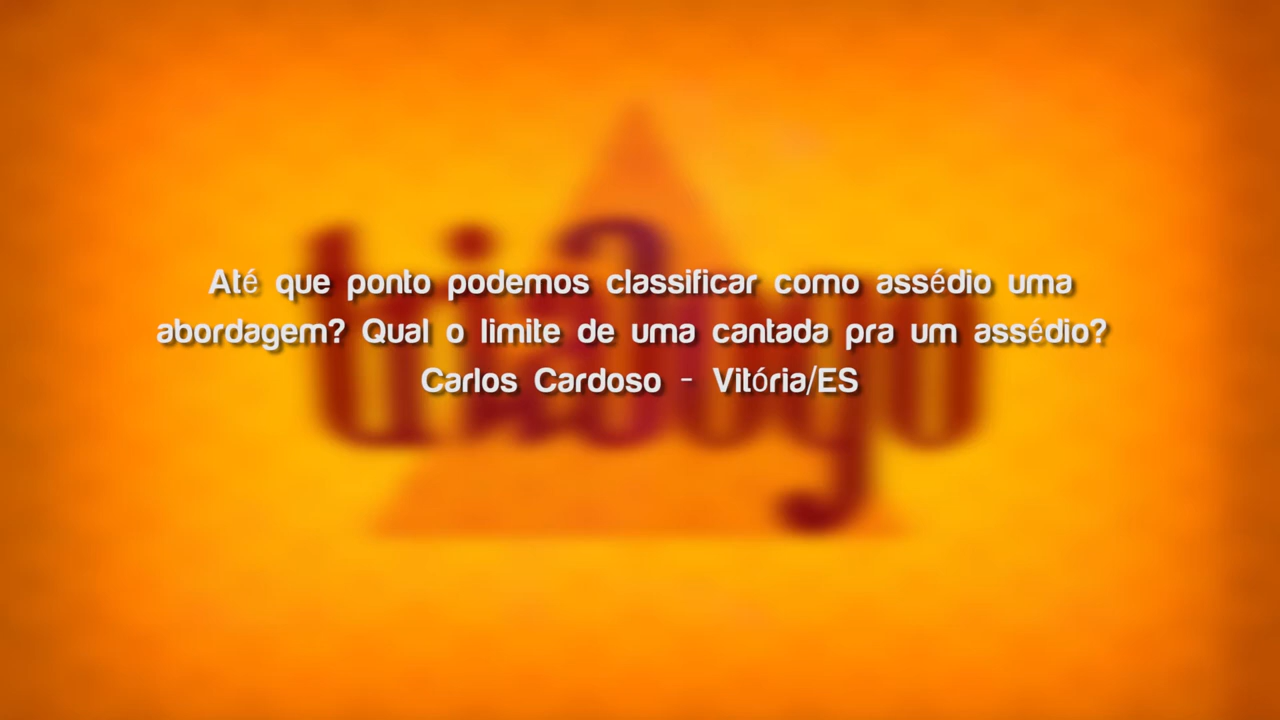 Até que ponto podemos classificar como assédio uma
abordagem? Qual o limite de uma cantada pra um assédio?
Carlos Cardoso - Vitória/ES